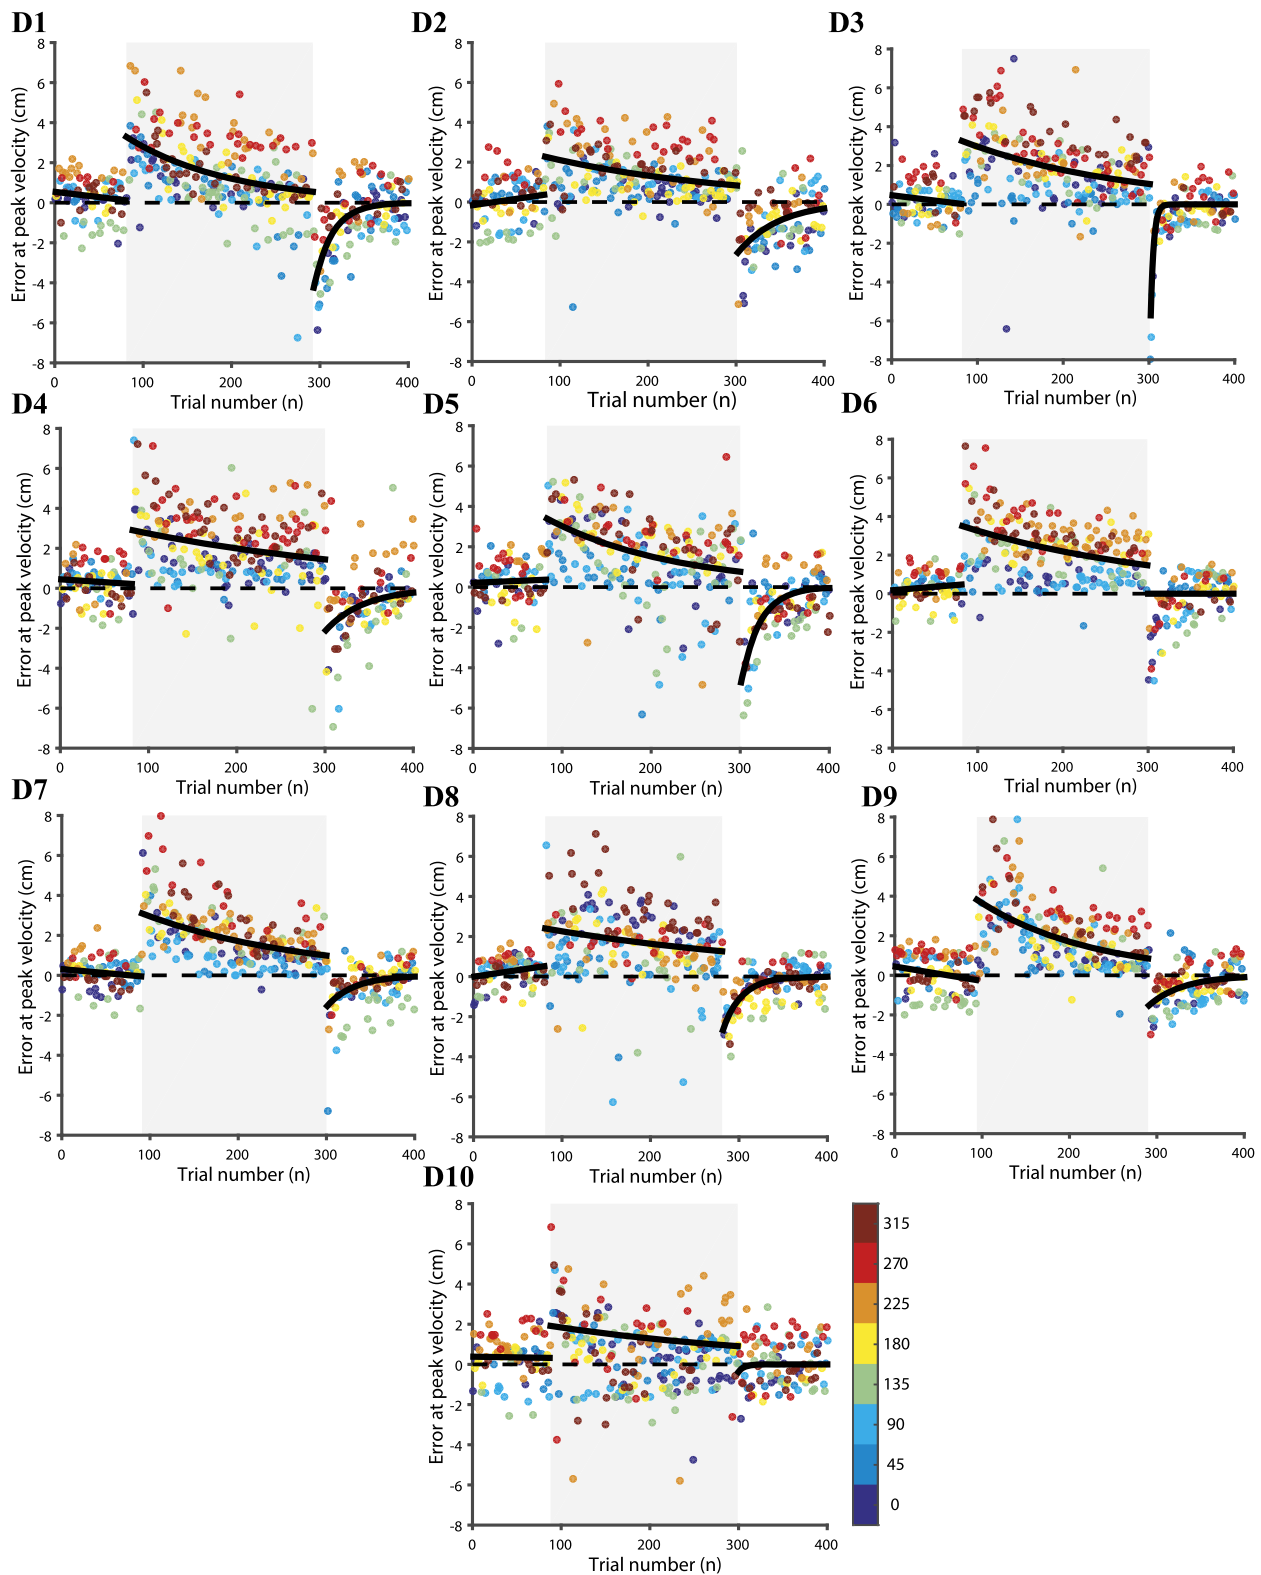 D1 D2 D3
8 8 8
6 6 6
4 4 4
2 2 2
0 0 0
-2 -2 -2
-4 -4 -4
-6 -6 -6
-8 -8 -8
Error at peak velocity (cm) Error at peak velocity (cm) Error at peak velocity (cm)
0 100 200 300 400 0 100 200 300 400 0 100 200 300 400
Trial number (n) Trial number (n) Trial number (n)
D4 D5 D6
8 8 8
6 6 6
4 4 4
2 2 2
0 0 0
-2 -2 -2
-4 -4 -4
-6 -6 -6
-8 -8 -8
Error at peak velocity (cm) Error at peak velocity (cm) Error at peak velocity (cm)
0 100 200 300 400 0 100 200 300 400 0 100 200 300 400
Trial number (n) Trial number (n) Trial number (n)
D7 D8 D9
8 8 8
6 6 6
4 4 4
2 2 2
0 0 0
-2 -2 -2
-4 -4 -4
-6 -6 -6
-8 -8 -8
Error at peak velocity (cm) Error at peak velocity (cm) Error at peak velocity (cm)
0 100 200 300 400 0 100 200 300 400 0 100 200 300 400
Trial number (n) Trial number (n) Trial number (n)
D10
8
6
4
2
0
-2
-4
-6
-8
Error at peak velocity (cm)
0 100 200 300 400
Trial number (n)
315
270
225
180
135
90
45
0